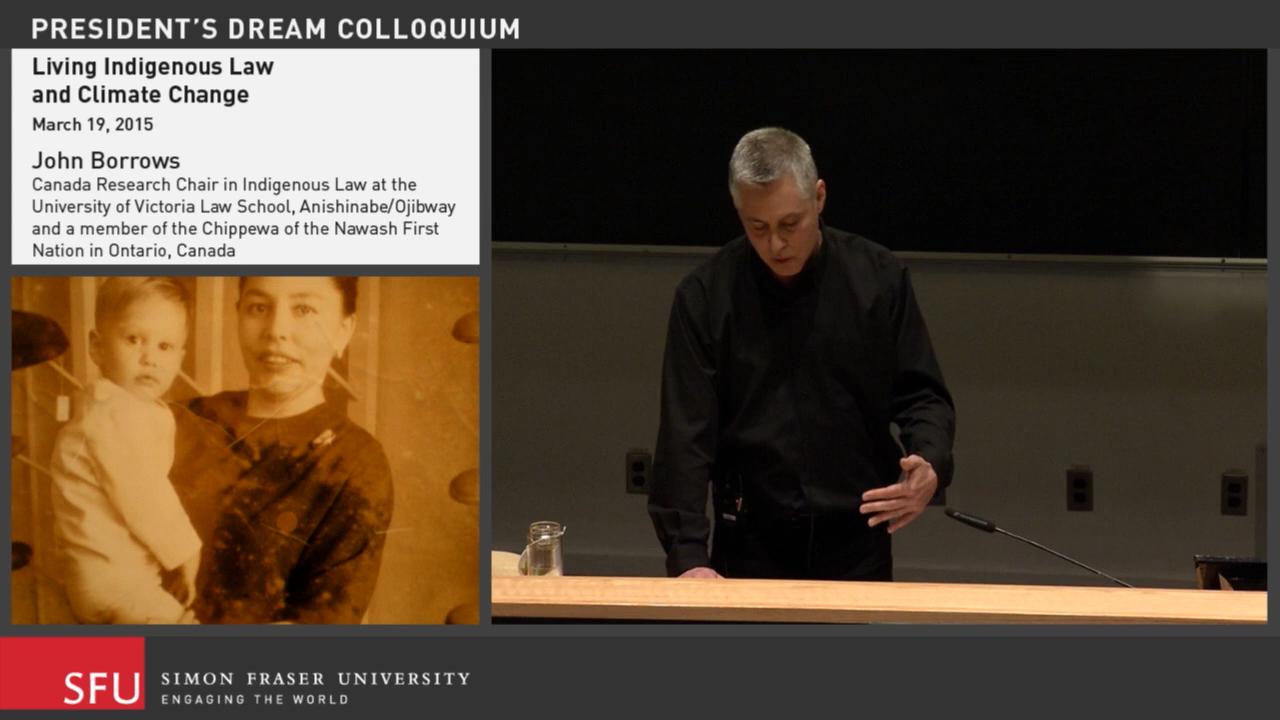 PRESIDENT’S DREAM COLLOQUIUM
Living Indigenous Law
and Climate Change
March 19, 2015
John Borrows
Canada Research Chair in Indigenous Law at the
University of Victoria Law School, Anishinabe/Ojibway
and a member of the Chippewa of the Nawash First
Nation in Ontario, Canada
SFU
SIMON FRASER UNIVERSITY
ENGAGING THE WORLD